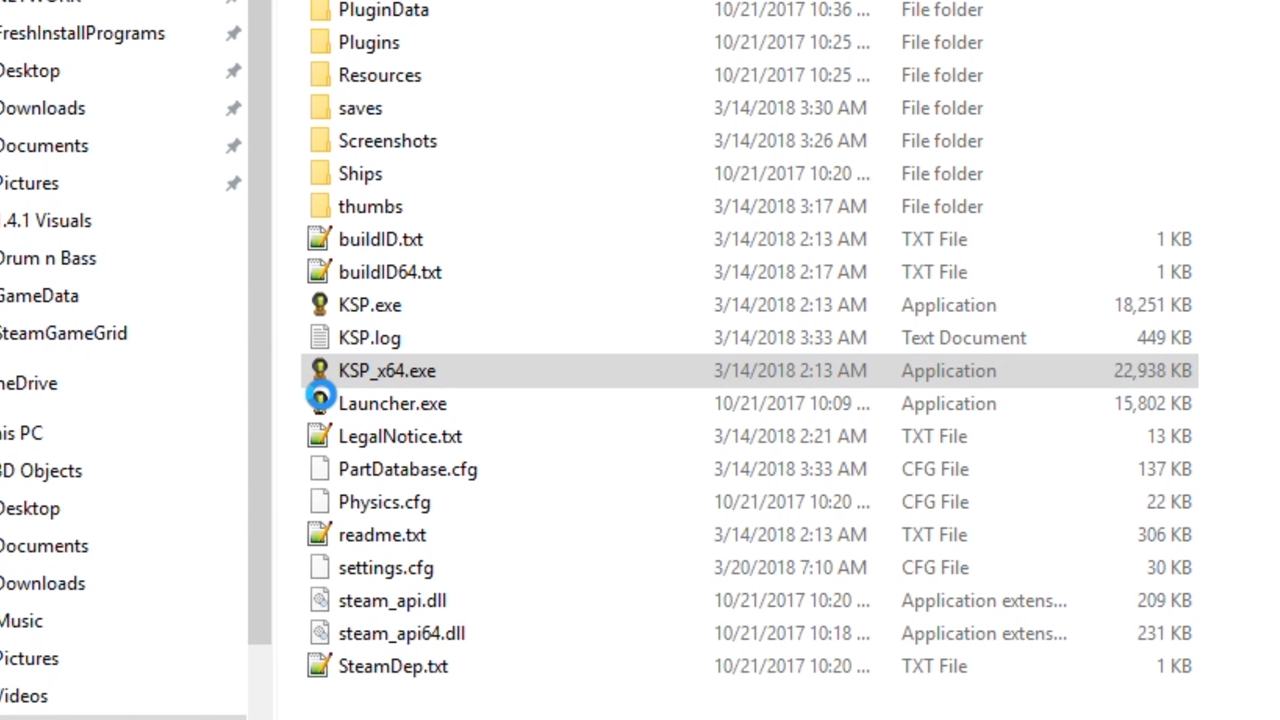 FreshInstallPrograms
Desktop
Downloads
Documents
Pictures
1.4.1 Visuals
Drum n Bass
GameData
SteamGameGrid
neDrive
is PC
3D Objects
Desktop
Documents
Downloads
Music
Pictures
Videos
PluginData 10/21/2017 10:36 ... File folder
Plugins 10/21/2017 10:25 ... File folder
Resources 10/21/2017 10:25 ... File folder
saves 3/14/2018 3:30 AM File folder
Screenshots 3/14/2018 3:26 AM File folder
Ships 10/21/2017 10:20 ... File folder
thumbs 3/14/2018 3:17 AM File folder
buildID.txt 3/14/2018 2:13 AM TXT File 1 KB
buildID64.txt 3/14/2018 2:17 AM TXT File 1 KB
KSP.exe 3/14/2018 2:13 AM Application 18,251 KB
KSP.log 3/14/2018 3:33 AM Text Document 449 KB
KSP_x64.exe 3/14/2018 2:13 AM Application 22,938 KB
Launcher.exe 10/21/2017 10:09 ... Application 15,802 KB
LegalNotice.txt 3/14/2018 2:21 AM TXT File 13 KB
PartDatabase.cfg 3/14/2018 3:33 AM CFG File 137 KB
Physics.cfg 10/21/2017 10:20 ... CFG File 22 KB
readme.txt 3/14/2018 2:13 AM TXT File 306 KB
settings.cfg 3/20/2018 7:10 AM CFG File 30 KB
steam_api.dll 10/21/2017 10:20 ... Application extens... 209 KB
steam_api64.dll 10/21/2017 10:18 ... Application extens... 231 KB
SteamDep.txt 10/21/2017 10:20 ... TXT File 1 KB